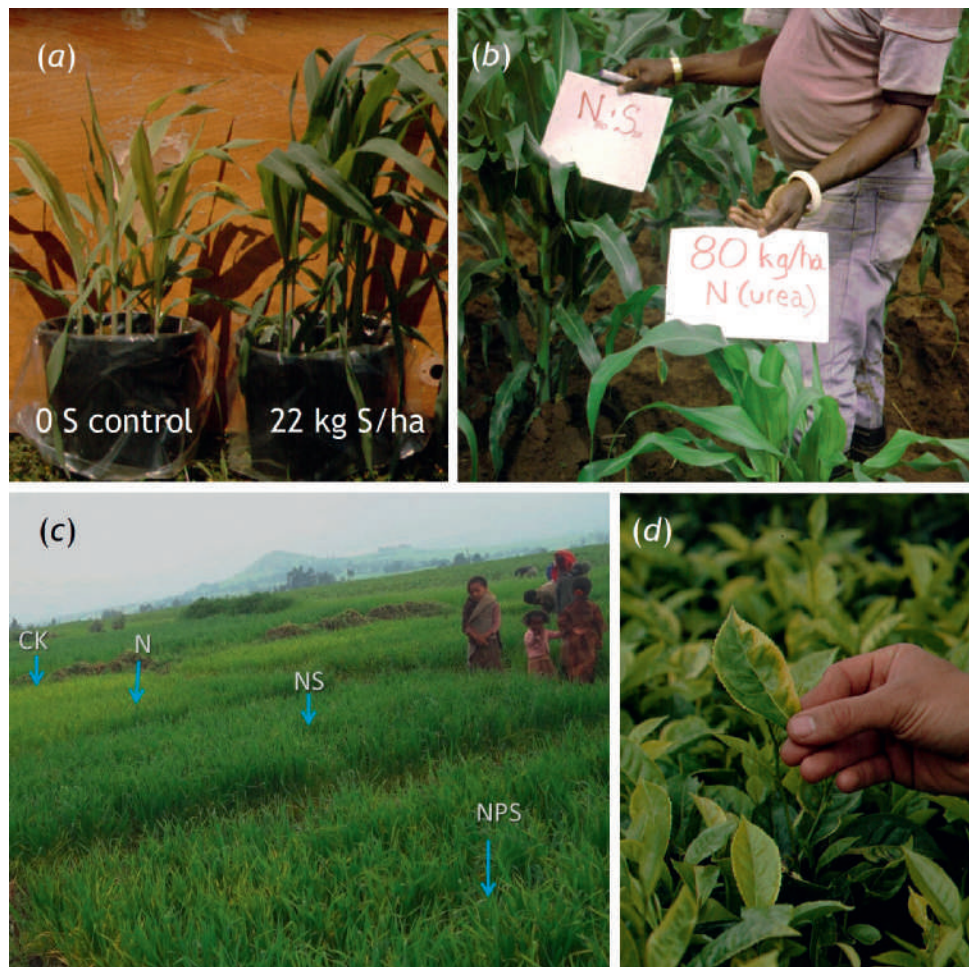 (a)
0 S control
22 kg S/ha
(b)
N
S
80 kg/ha
N (urea)
(c)
CK
N
NS
NPS
(d)